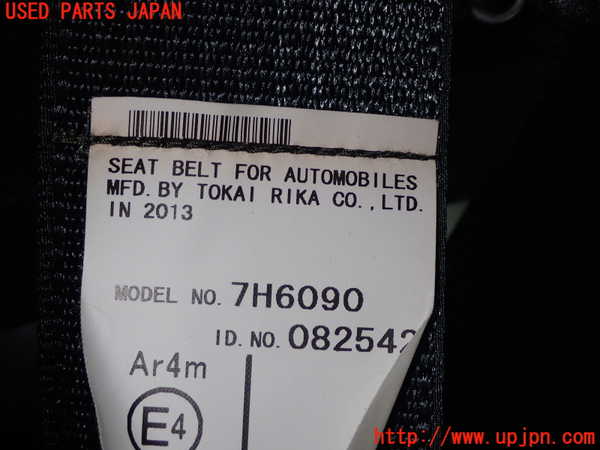 USED PARTS JAPAN
SEAT BELT FOR AUTOMOBILES
MFD. BY TOKAI RIKA CO., LTD.
IN 2013
MODEL NO. 7H6090
ID. NO. 082542
Ar4m
E4
http://www.upjpn.com/